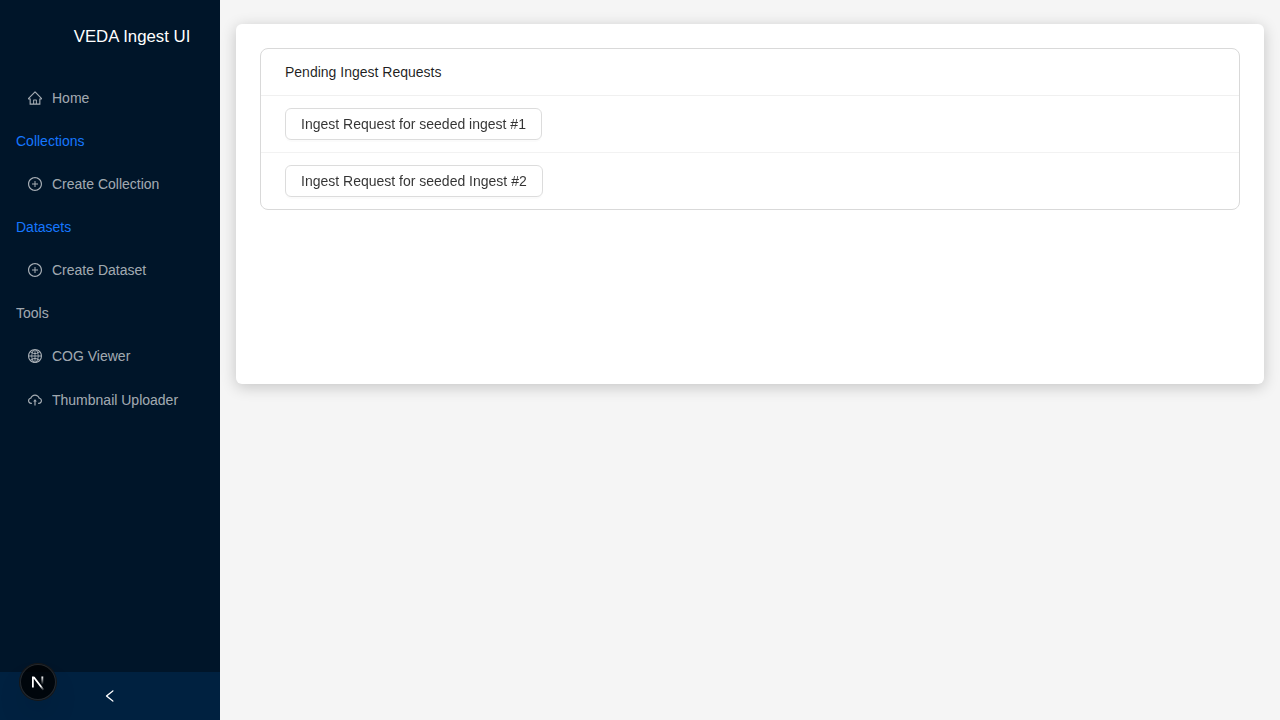 VEDA Ingest UI
Home
Collections
Create Collection
Datasets
Create Dataset
Tools
COG Viewer
Thumbnail Uploader
Pending Ingest Requests
Ingest Request for seeded ingest #1
Ingest Request for seeded Ingest #2
N